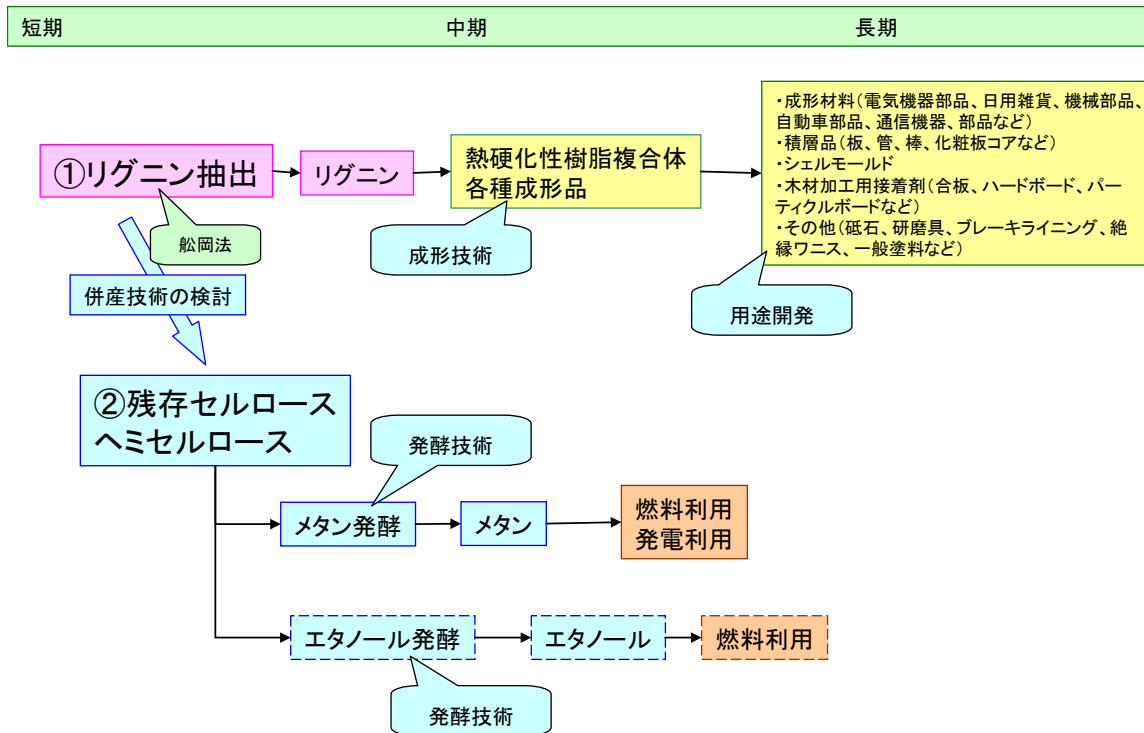 短期 中期 長期
・成形材料(電気機器部品、日用雑貨、機械部品、
自動車部品、通信機器、部品など)
・積層品(板、管、棒、化粧板コアなど)
・シェルモールド
・木材加工用接着剤(合板、ハードボード、パー
ティクルボードなど)
・その他(砥石、研磨具、ブレーキライニング、絶
縁ワニス、一般塗料など)
①リグニン抽出
リグニン
熱硬化性樹脂複合体
各種成形品
舩岡法
成形技術
用途開発
併産技術の検討
②残存セルロース
ヘミセルロース
発酵技術
メタン発酵
メタン
燃料利用
発電利用
エタノール発酵
エタノール
燃料利用
発酵技術